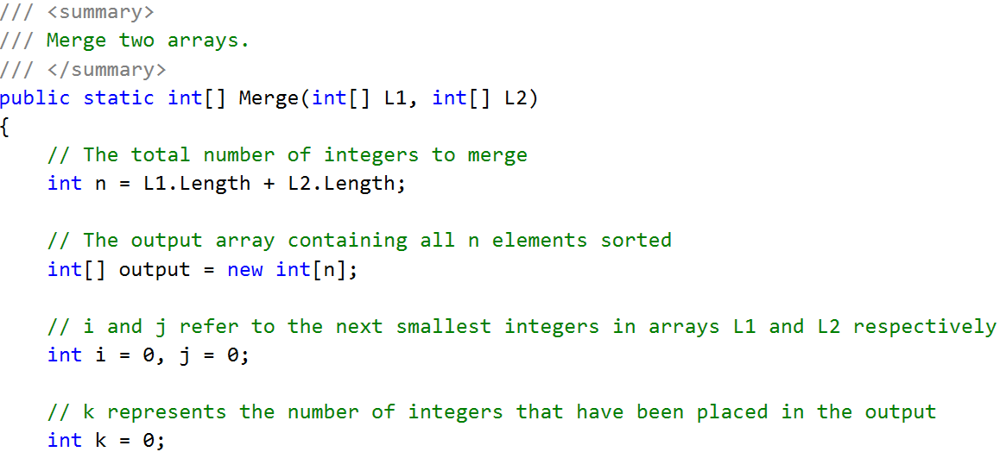 /// <summary>
/// Merge two arrays.
/// </summary>
public static int[] Merge(int[] L1, int[] L2)
{
    // The total number of integers to merge
    int n = L1.Length + L2.Length;

    // The output array containing all n elements sorted
    int[] output = new int[n];

    // i and j refer to the next smallest integers in arrays L1 and L2 respectively
    int i = 0, j = 0;

    // k represents the number of integers that have been placed in the output
    int k = 0;